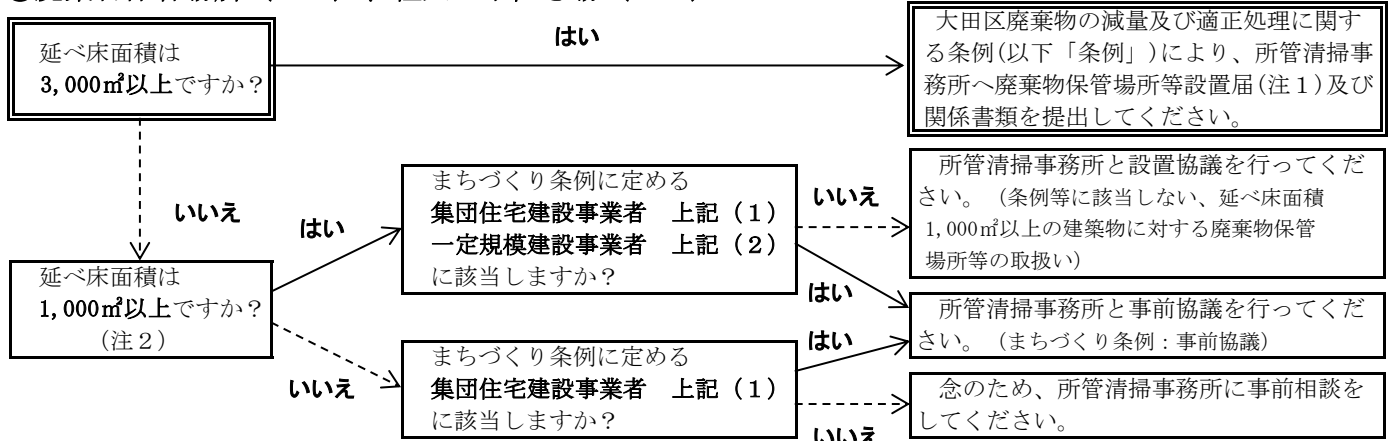 延べ床面積は
3,000㎡以上ですか？
はい
大田区廃棄物の減量及び適正処理に関す
る条例(以下「条例」)により、所管清掃事
務所へ廃棄物保管場所等設置届(注１)及び
関係書類を提出してください。
いいえ
延べ床面積は
1,000㎡以上ですか？
(注２)
はい
まちづくり条例に定める
集団住宅建設事業者　上記（１）
一定規模建設事業者　上記（２）
に該当しますか？
いいえ
所管清掃事務所と設置協議を行ってくだ
さい。（条例等に該当しない、延べ床面積
1,000㎡以上の建築物に対する廃棄物保管
場所等の取扱い）
はい
所管清掃事務所と事前協議を行ってくだ
さい。（まちづくり条例：事前協議）
いいえ
まちづくり条例に定める
集団住宅建設事業者　上記（１）
に該当しますか？
はい
念のため、所管清掃事務所に事前相談を
してください。
いいえ